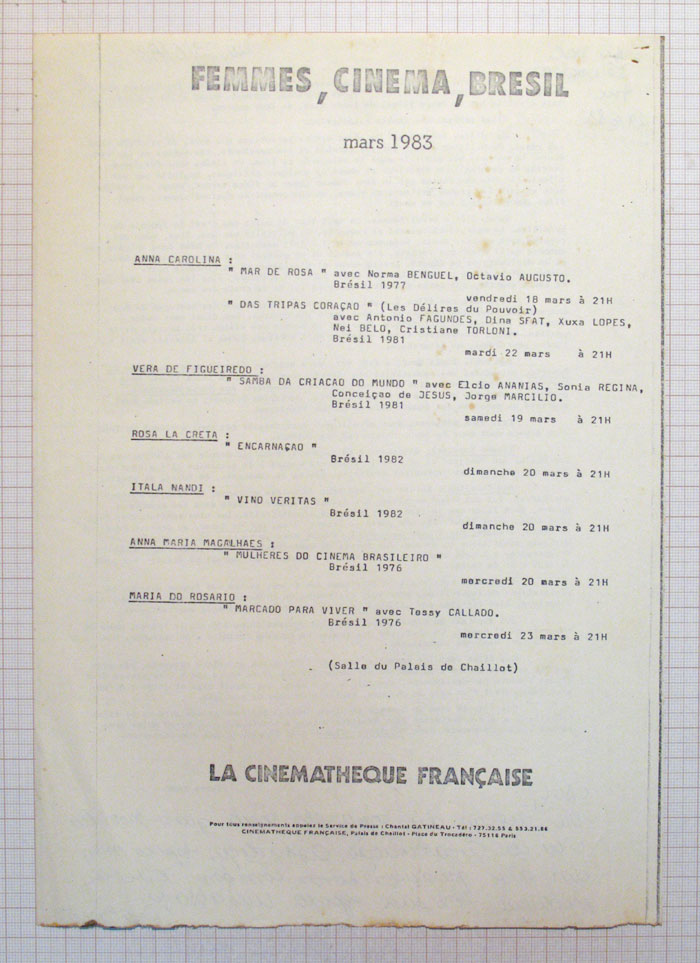 FEMMES, CINEMA, BRESIL
mars 1983
ANNA CAROLINA :
" MAR DE ROSA " avec Norma BENGUEL, Octavio AUGUSTO.
Brésil 1977
vendredi 18 mars à 21H
" DAS TRIPAS CORAÇAO " (Les Délires du Pouvoir)
avec Antonio FAGUNDES, Dina SFAT, Xuxa LOPES,
Nei BELO, Cristiane TORLONI.
Brésil 1981
mardi 22 mars à 21H
VERA DE FIGUEIREDO :
" SAMBA DA CRIACAO DO MUNDO " avec Elcio ANANIAS, Sonia REGINA,
Conceiçao de JESUS, Jorge MARCILIO.
Brésil 1981
samedi 19 mars à 21H
ROSA LA CRETA :
" ENCARNAÇAO "
Brésil 1982
dimanche 20 mars à 21H
ITALA NANDI :
" VINO VERITAS "
Brésil 1982
dimanche 20 mars à 21H
ANNA MARIA MAGALHAES :
" MULHERES DO CINEMA BRASILEIRO "
Brésil 1976
mercredi 20 mars à 21H
MARIA DO ROSARIO :
" MARCADO PARA VIVER " avec Tessy CALLADO.
Brésil 1976
mercredi 23 mars à 21H
(Salle du Palais de Chaillot)
LA CINEMATHEQUE FRANÇAISE
Pour tous renseignements appelez le Service de Presse : Chantal GATINEAU - Tél : 727.32.55 & 553.21.86
CINEMATHEQUE FRANÇAISE, Palais de Chaillot - Place du Trocadéro - 75116 Paris